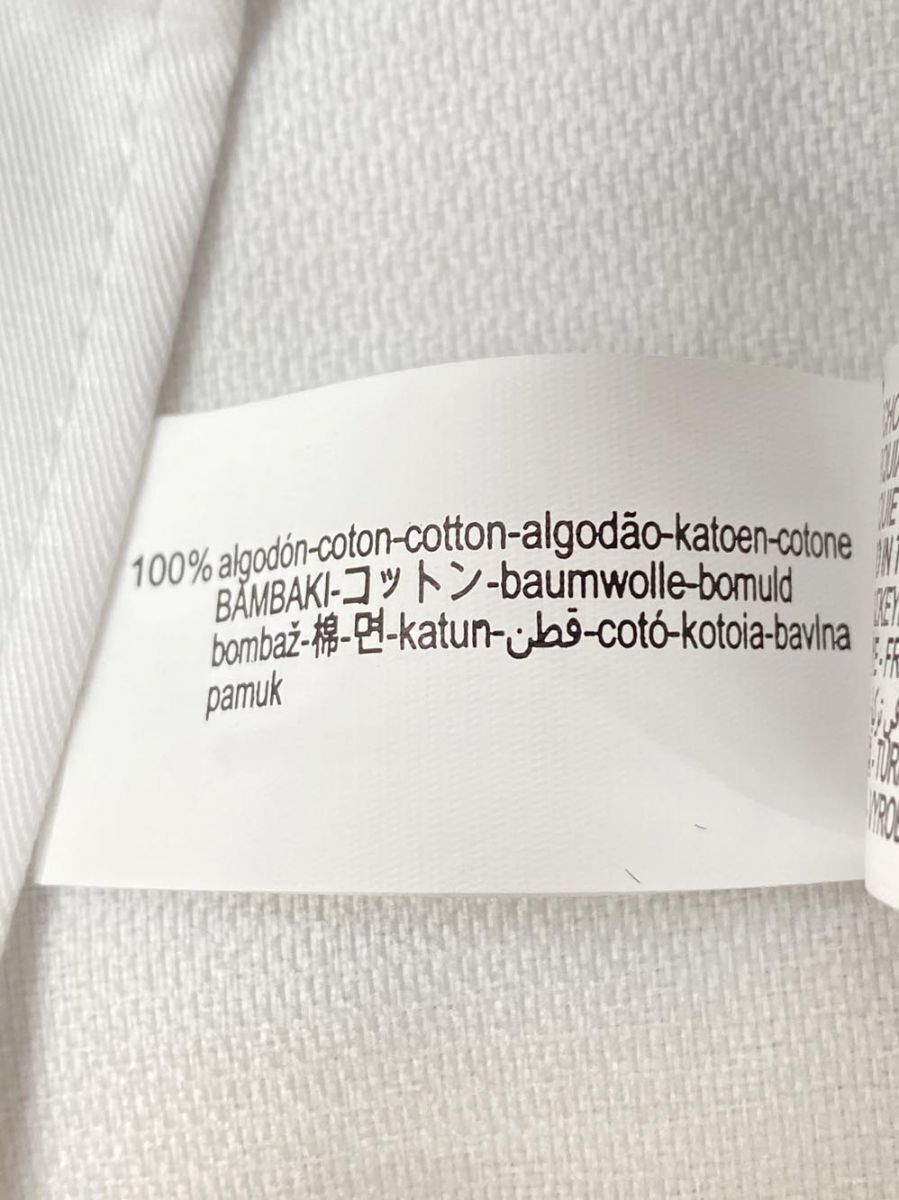 100% algodón-coton-cotton-algodão-katoen-cotone
BAMBAKI-コットン-baumwolle-bomuld
bombaž-棉-면-katun-قطن-cotó-kotoia-bavlna
pamuk